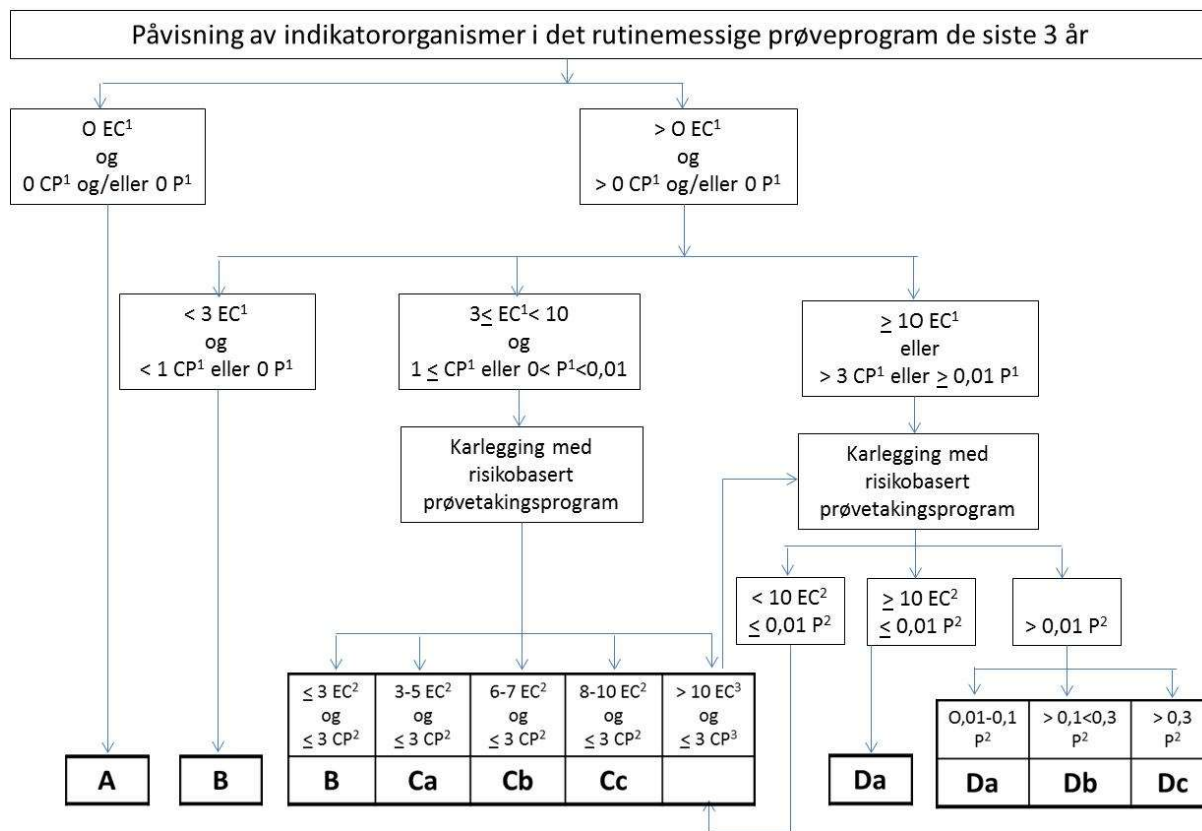 Påvisning av indikatororganismer i det rutinemessige prøveprogram de siste 3 år
O EC¹
og
0 CP¹ og/eller 0 P¹
> O EC¹
og
> 0 CP¹ og/eller 0 P¹
< 3 EC¹
og
< 1 CP¹ eller 0 P¹
3≤ EC¹< 10
og
1 ≤ CP¹ eller 0< P¹<0,01
≥ 1O EC¹
eller
> 3 CP¹ eller ≥ 0,01 P¹
Karlegging med
risikobasert
prøvetakingsprogram
Karlegging med
risikobasert
prøvetakingsprogram
< 10 EC²
≤ 0,01 P²
≥ 10 EC²
≤ 0,01 P²
> 0,01 P²
≤ 3 EC²
og
≤ 3 CP²
B
3-5 EC²
og
≤ 3 CP²
Ca
6-7 EC²
og
≤ 3 CP²
Cb
8-10 EC²
og
≤ 3 CP²
Cc
> 10 EC³
og
≤ 3 CP³
O,01-0,1
P²
Da
> 0,1<0,3
P²
Db
> 0,3
P²
Dc
A
B
Da